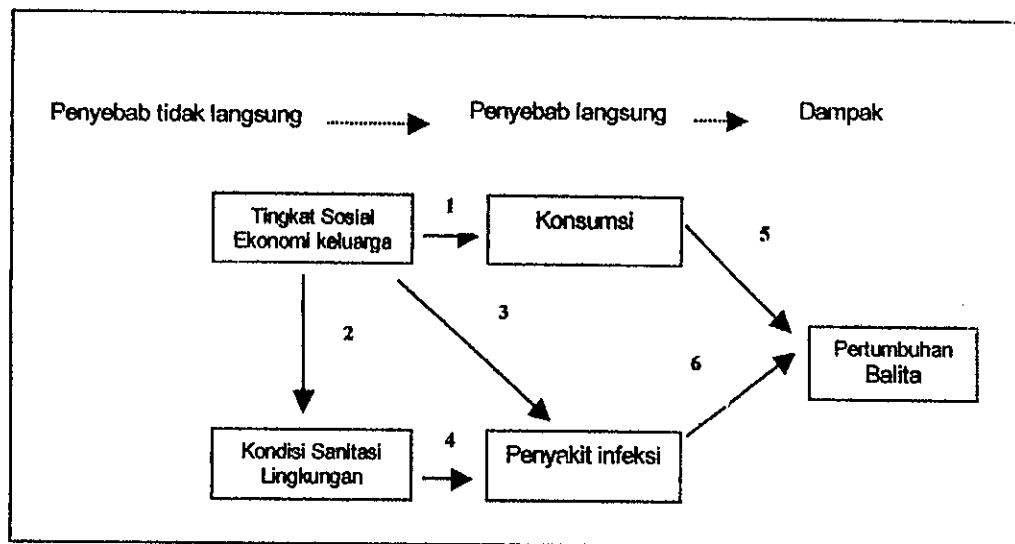 Penyebab tidak langsung
Penyebab langsung
Dampak
Tingkat Sosial
Ekonomi keluarga
1
Konsumsi
5
2
3
6
Pertumbuhan
Balita
Kondisi Sanitasi
Lingkungan
4
Penyakit infeksi